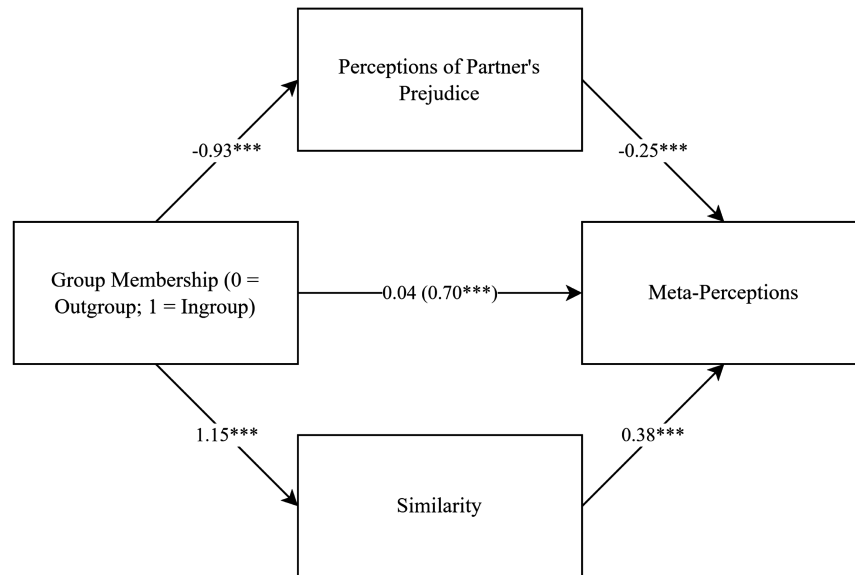 Perceptions of Partner's
Prejudice
-0.93***
-0.25***
Group Membership (0 =
Outgroup; 1 = Ingroup)
0.04 (0.70***)
Meta-Perceptions
1.15***
0.38***
Similarity